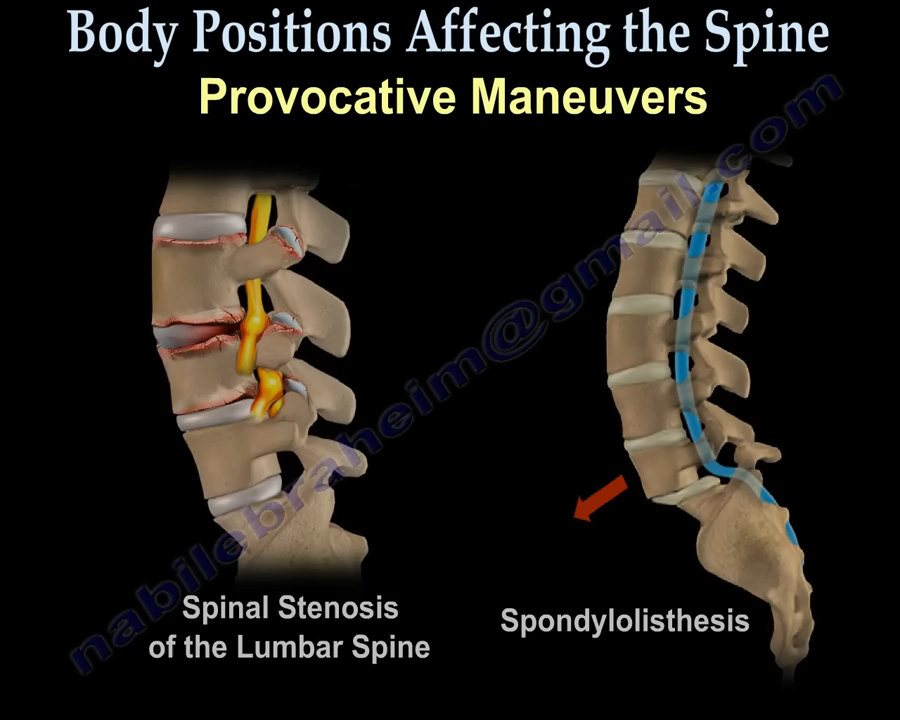 Body Positions Affecting the Spine
Provocative Maneuvers
nabilebraheim@gmail.com
Spinal Stenosis
of the Lumbar Spine
Spondylolisthesis